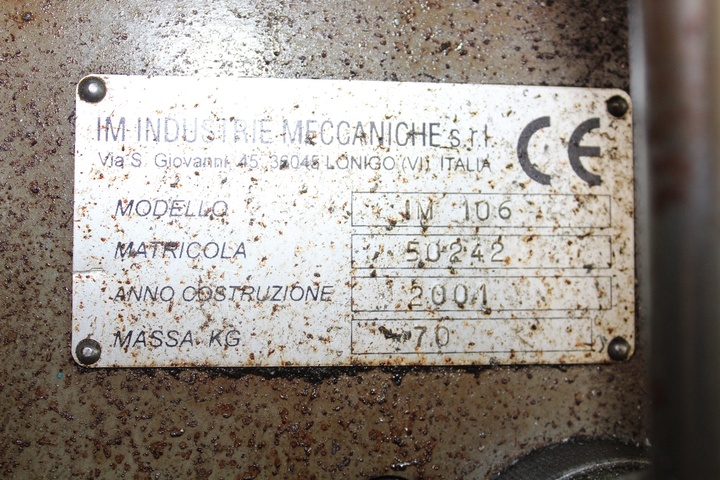 IM INDUSTRIE MECCANICHE s.r.l.
Via S. Giovanni, 45, 36045 LONIGO (VI) ITALIA
CE
MODELLO IM 106
MATRICOLA 50242
ANNO COSTRUZIONE 2001
MASSA KG 70